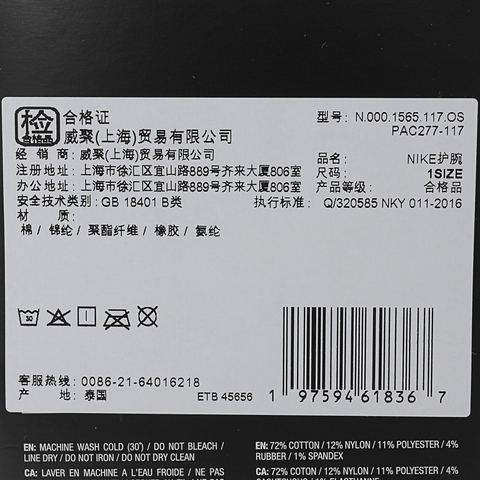 检 合格证
合格品 威聚(上海)贸易有限公司
型号: N.000.1565.117.OS
PAC277-117
经 销 商: 威聚(上海)贸易有限公司
品名: NIKE护腕
注册地址: 上海市徐汇区宜山路889号齐来大厦806室
尺码: 1SIZE
办公地址: 上海市徐汇区宜山路889号齐来大厦806室
产品等级: 合格品
安全技术类别: GB 18401 B类
执行标准: Q/320585 NKY 011-2016
材 质:
棉 / 锦纶 / 聚酯纤维 / 橡胶 / 氨纶
30
客服热线: 0086-21-64016218
产 地: 泰国
ETB 45656
1 97594 61836 7
EN: MACHINE WASH COLD (30°) / DO NOT BLEACH /
LINE DRY / DO NOT IRON / DO NOT DRY CLEAN
CA: LAVER EN MACHINE A L'EAU FROIDE / NE PAS
EN: 72% COTTON / 12% NYLON / 11% POLYESTER / 4%
RUBBER / 1% SPANDEX
CA: 72% COTON / 12% NYLON / 11% POLYESTER / 4%